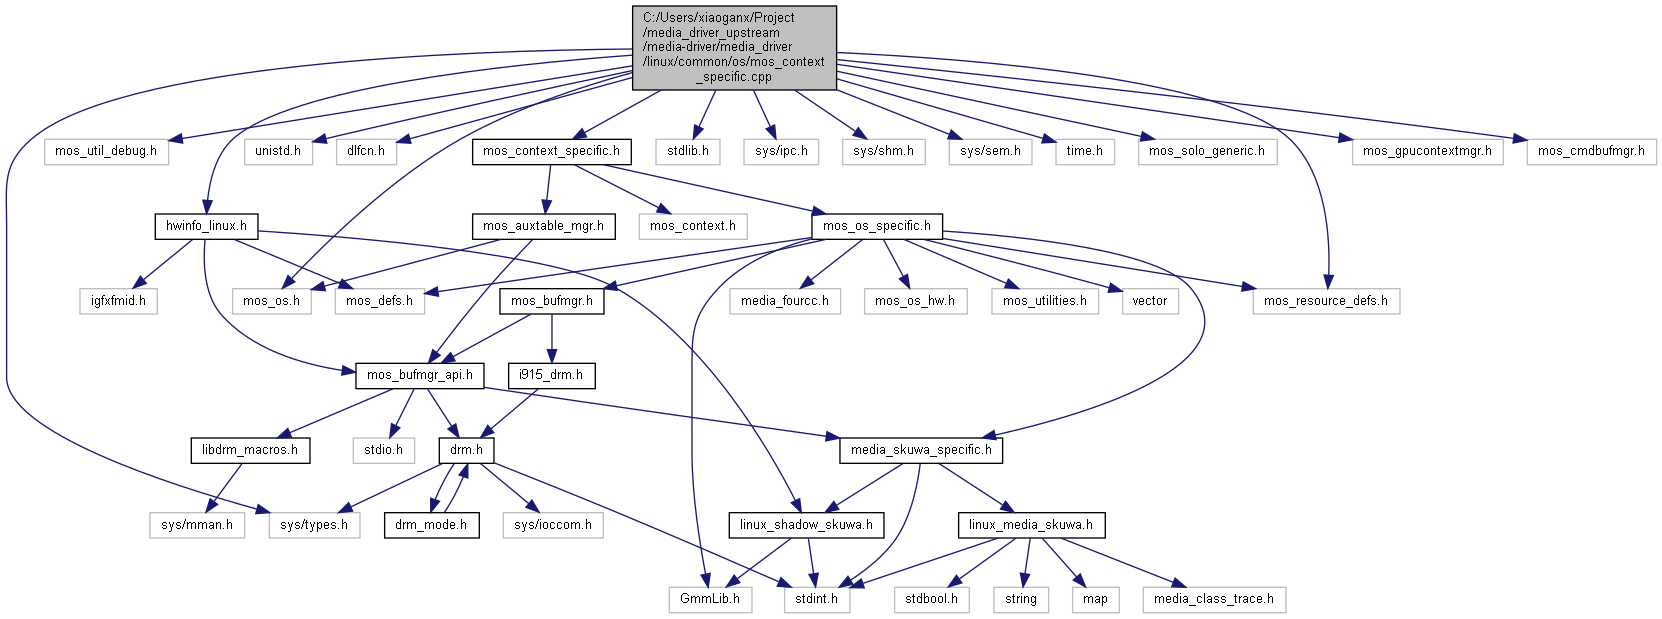 C:/Users/xiaoganx/Project
/media_driver_upstream
/media-driver/media_driver
/linux/common/os/mos_context
_specific.cpp
mos_util_debug.h
unistd.h
dlfcn.h
mos_context_specific.h
stdlib.h
sys/ipc.h
sys/shm.h
sys/sem.h
time.h
mos_solo_generic.h
mos_gpucontextmgr.h
mos_cmdbufmgr.h
hwinfo_linux.h
mos_auxtable_mgr.h
mos_context.h
mos_os_specific.h
igfxfmid.h
mos_os.h
mos_defs.h
mos_bufmgr.h
media_fourcc.h
mos_os_hw.h
mos_utilities.h
vector
mos_resource_defs.h
mos_bufmgr_api.h
i915_drm.h
libdrm_macros.h
stdio.h
drm.h
media_skuwa_specific.h
sys/mman.h
sys/types.h
drm_mode.h
sys/ioccom.h
linux_shadow_skuwa.h
linux_media_skuwa.h
GmmLib.h
stdint.h
stdbool.h
string
map
media_class_trace.h